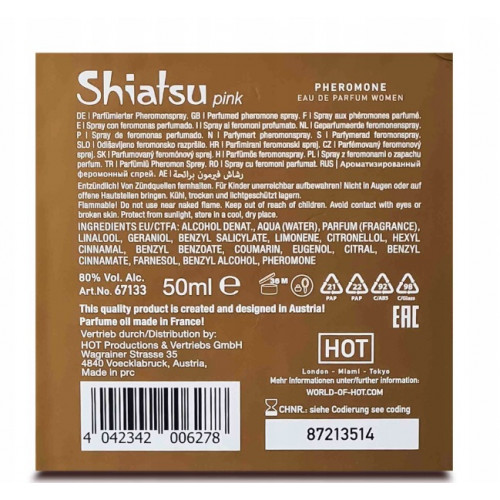 Shiatsu pink
PHEROMONE
EAU DE PARFUM WOMEN
DE | Parfümierter Pheromonspray. GB | Perfumed pheromone spray. F | Spray aux phéromones parfumé.
E | Spray con feromonas perfumado. I | Spray al feromoni profumato. NL | Geparfumeerde feromonenspray.
P | Spray de feromonas perfumado. N | Parfymert pheromonspray. S | Parfymerad feromonspray.
SLO | Odišavljeno feromonsko razpršilo. HR | Parfimirani feromonski sprej. CZ | Parfémovaný feromonový
sprej. SK | Parfumovaný feromónový sprej. H | Parfümös feromon spray. PL | Spray z feromonami o zapachu
perfum. TR | Parfümlü Pheromon Sprey. RO | Spray cu feromoni parfumat. RUS | Ароматизированный
феромонный спрей. AE | رشاش فيرمون برائحة
Entzündlich! Von Zündquellen fernhalten. Für Kinder unerreichbar aufbewahren! Nicht in Augen oder auf
offene Hautstellen bringen. Kühl, trocken und lichtgeschützt lagern.
Flammable! Do not use near naked flame. Keep out of reach of children. Avoid contact with eyes or
broken skin. Protect from sunlight, store in a cool, dry place.
INGREDIENTS EU/CTFA: ALCOHOL DENAT., AQUA (WATER), PARFUM (FRAGRANCE),
LINALOOL, GERANIOL, BENZYL SALICYLATE, LIMONENE, CITRONELLOL, HEXYL
CINNAMAL, BENZYL BENZOATE, COUMARIN, EUGENOL, CITRAL, BENZYL
CINNAMATE, FARNESOL, BENZYL ALCOHOL, PHEROMONE
80% Vol. Alc.
Art.No. 67133
50ml e
21
PAP
22
PAP
92
C/ABS
98
C/Glass
This quality product is created and designed in Austria!
Parfume oil made in France!
Vertrieb durch/Distribution by:
HOT Productions & Vertriebs GmbH
Wagrainer Strasse 35
4840 Voecklabruck, Austria,
Made in prc
EAC
HOT
London - Miami - Tokyo
Mehr Informationen unter/further information:
WORLD-OF-HOT.COM
CHNR.: siehe Codierung see coding
87213514
4 042342 006278